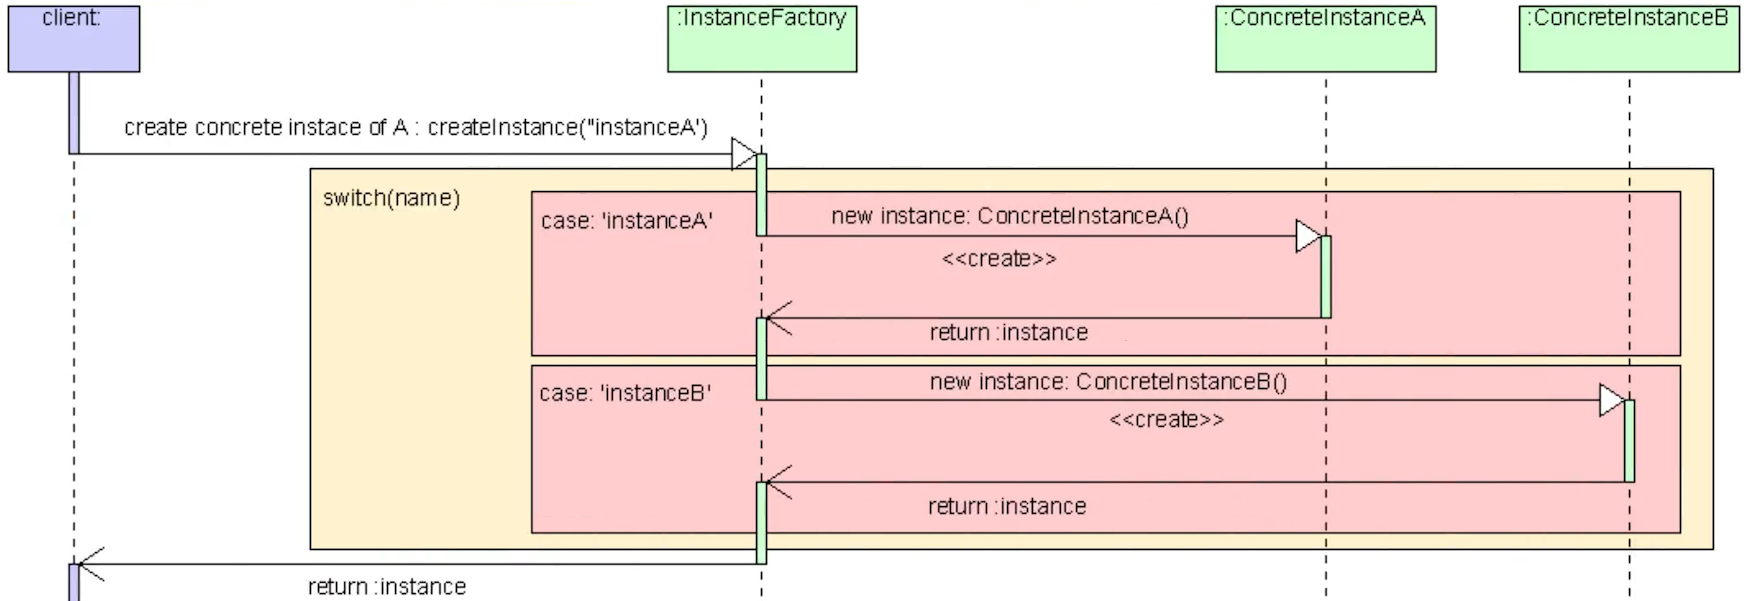 client:
:InstanceFactory
:ConcreteInstanceA
:ConcreteInstanceB
create concrete instace of A : createInstance("instanceA')
switch(name)
case: 'instanceA'
new instance: ConcreteInstanceA()
<<create>>
return :instance
case: 'instanceB'
new instance: ConcreteInstanceB()
<<create>>
return :instance
return :instance